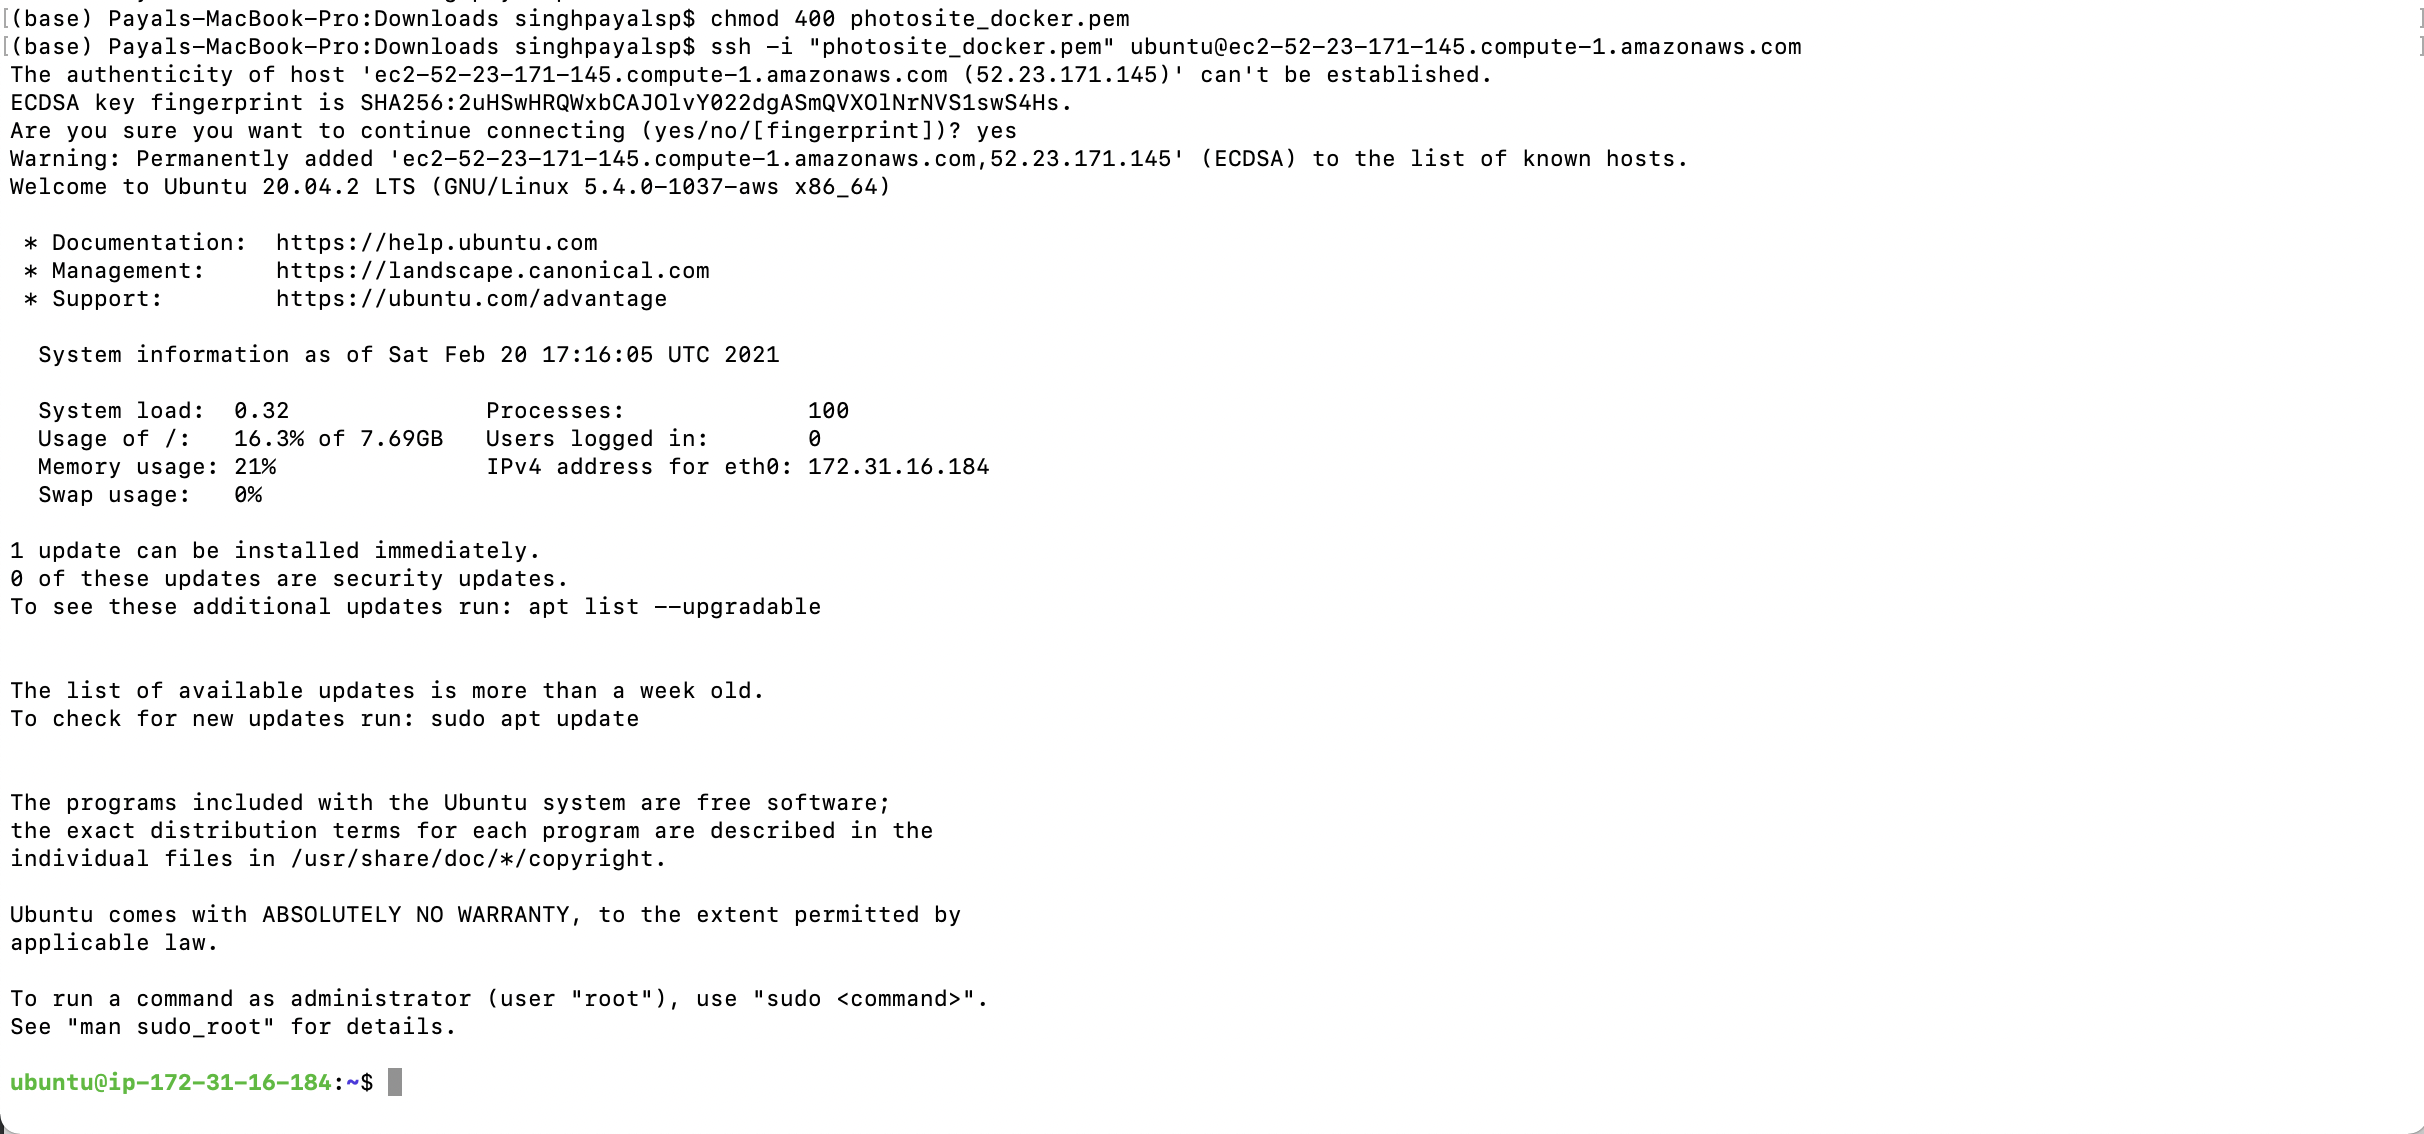 [(base) Payals-MacBook-Pro:Downloads singhpayalsp$ chmod 400 photosite_docker.pem ]
[(base) Payals-MacBook-Pro:Downloads singhpayalsp$ ssh -i "photosite_docker.pem" ubuntu@ec2-52-23-171-145.compute-1.amazonaws.com ]
The authenticity of host 'ec2-52-23-171-145.compute-1.amazonaws.com (52.23.171.145)' can't be established.
ECDSA key fingerprint is SHA256:2uHSwHRQWxbCAJOlvY022dgASmQVXOlNrNVS1swS4Hs.
Are you sure you want to continue connecting (yes/no/[fingerprint])? yes
Warning: Permanently added 'ec2-52-23-171-145.compute-1.amazonaws.com,52.23.171.145' (ECDSA) to the list of known hosts.
Welcome to Ubuntu 20.04.2 LTS (GNU/Linux 5.4.0-1037-aws x86_64)
* Documentation: https://help.ubuntu.com
* Management: https://landscape.canonical.com
* Support: https://ubuntu.com/advantage
System information as of Sat Feb 20 17:16:05 UTC 2021
System load: 0.32 Processes: 100
Usage of /: 16.3% of 7.69GB Users logged in: 0
Memory usage: 21% IPv4 address for eth0: 172.31.16.184
Swap usage: 0%
1 update can be installed immediately.
0 of these updates are security updates.
To see these additional updates run: apt list --upgradable
The list of available updates is more than a week old.
To check for new updates run: sudo apt update
The programs included with the Ubuntu system are free software;
the exact distribution terms for each program are described in the
individual files in /usr/share/doc/*/copyright.
Ubuntu comes with ABSOLUTELY NO WARRANTY, to the extent permitted by
applicable law.
To run a command as administrator (user "root"), use "sudo <command>".
See "man sudo_root" for details.
ubuntu@ip-172-31-16-184:~$